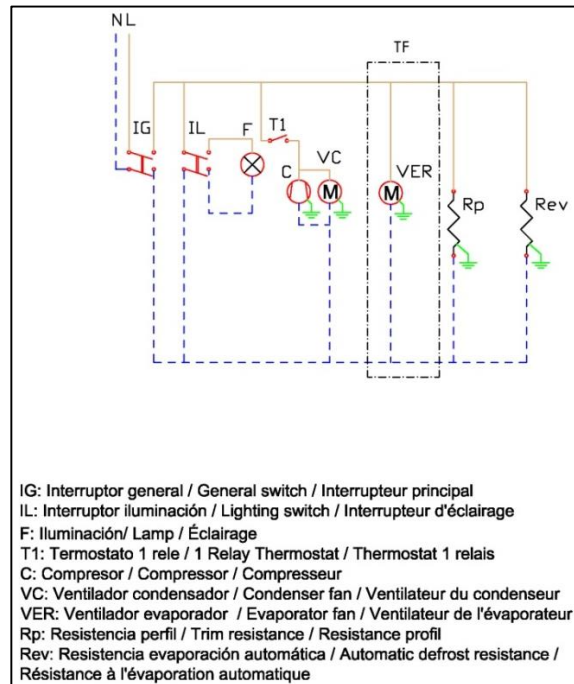 N L
TF
IG
IL
F
T1
C
VC
M
VER
M
Rp
Rev
IG: Interruptor general / General switch / Interrupteur principal
IL: Interruptor iluminación / Lighting switch / Interrupteur d'éclairage
F: Iluminación/ Lamp / Éclairage
T1: Termostato 1 rele / 1 Relay Thermostat / Thermostat 1 relais
C: Compresor / Compressor / Compresseur
VC: Ventilador condensador / Condenser fan / Ventilateur du condenseur
VER: Ventilador evaporador / Evaporator fan / Ventilateur de l'évaporateur
Rp: Resistencia perfil / Trim resistance / Resistance profil
Rev: Resistencia evaporación automática / Automatic defrost resistance /
Résistance à l'évaporation automatique